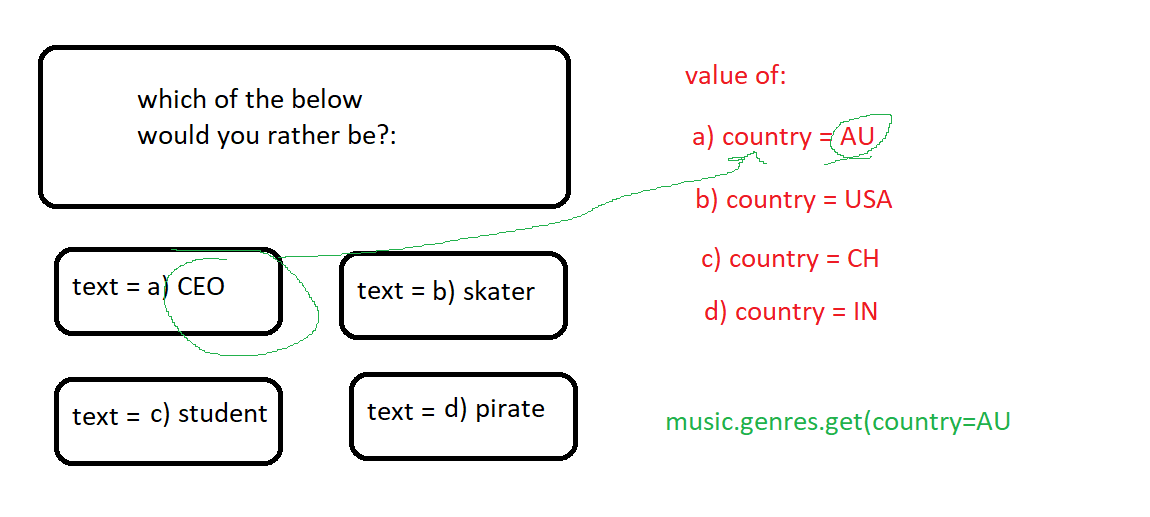 which of the below
would you rather be?:
text = a) CEO
text = b) skater
text = c) student
text = d) pirate
value of:
a) country = AU
b) country = USA
c) country = CH
d) country = IN
music.genres.get(country=AU